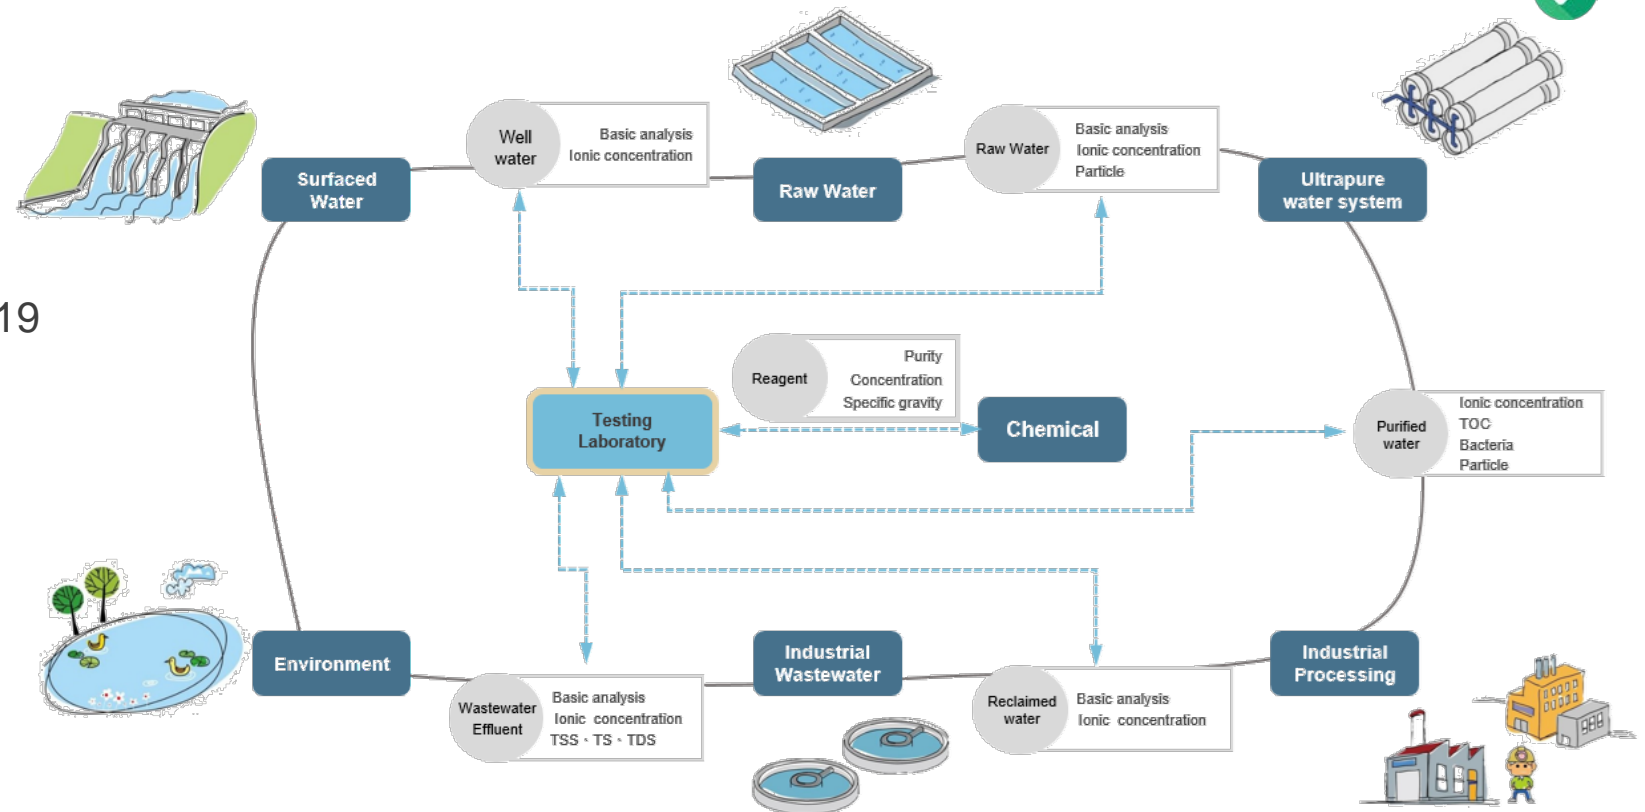 Surfaced
Water
Well
water
Basic analysis
Ionic concentration
Raw Water
Raw Water
Basic analysis
Ionic concentration
Particle
Ultrapure
water system
19
Reagent
Purity
Concentration
Specific gravity
Testing
Laboratory
Chemical
Purified
water
Ionic concentration
TOC
Bacteria
Particle
Environment
Wastewater
Effluent
Basic analysis
Ionic concentration
TSS、TS、TDS
Industrial
Wastewater
Reclaimed
water
Basic analysis
Ionic concentration
Industrial
Processing